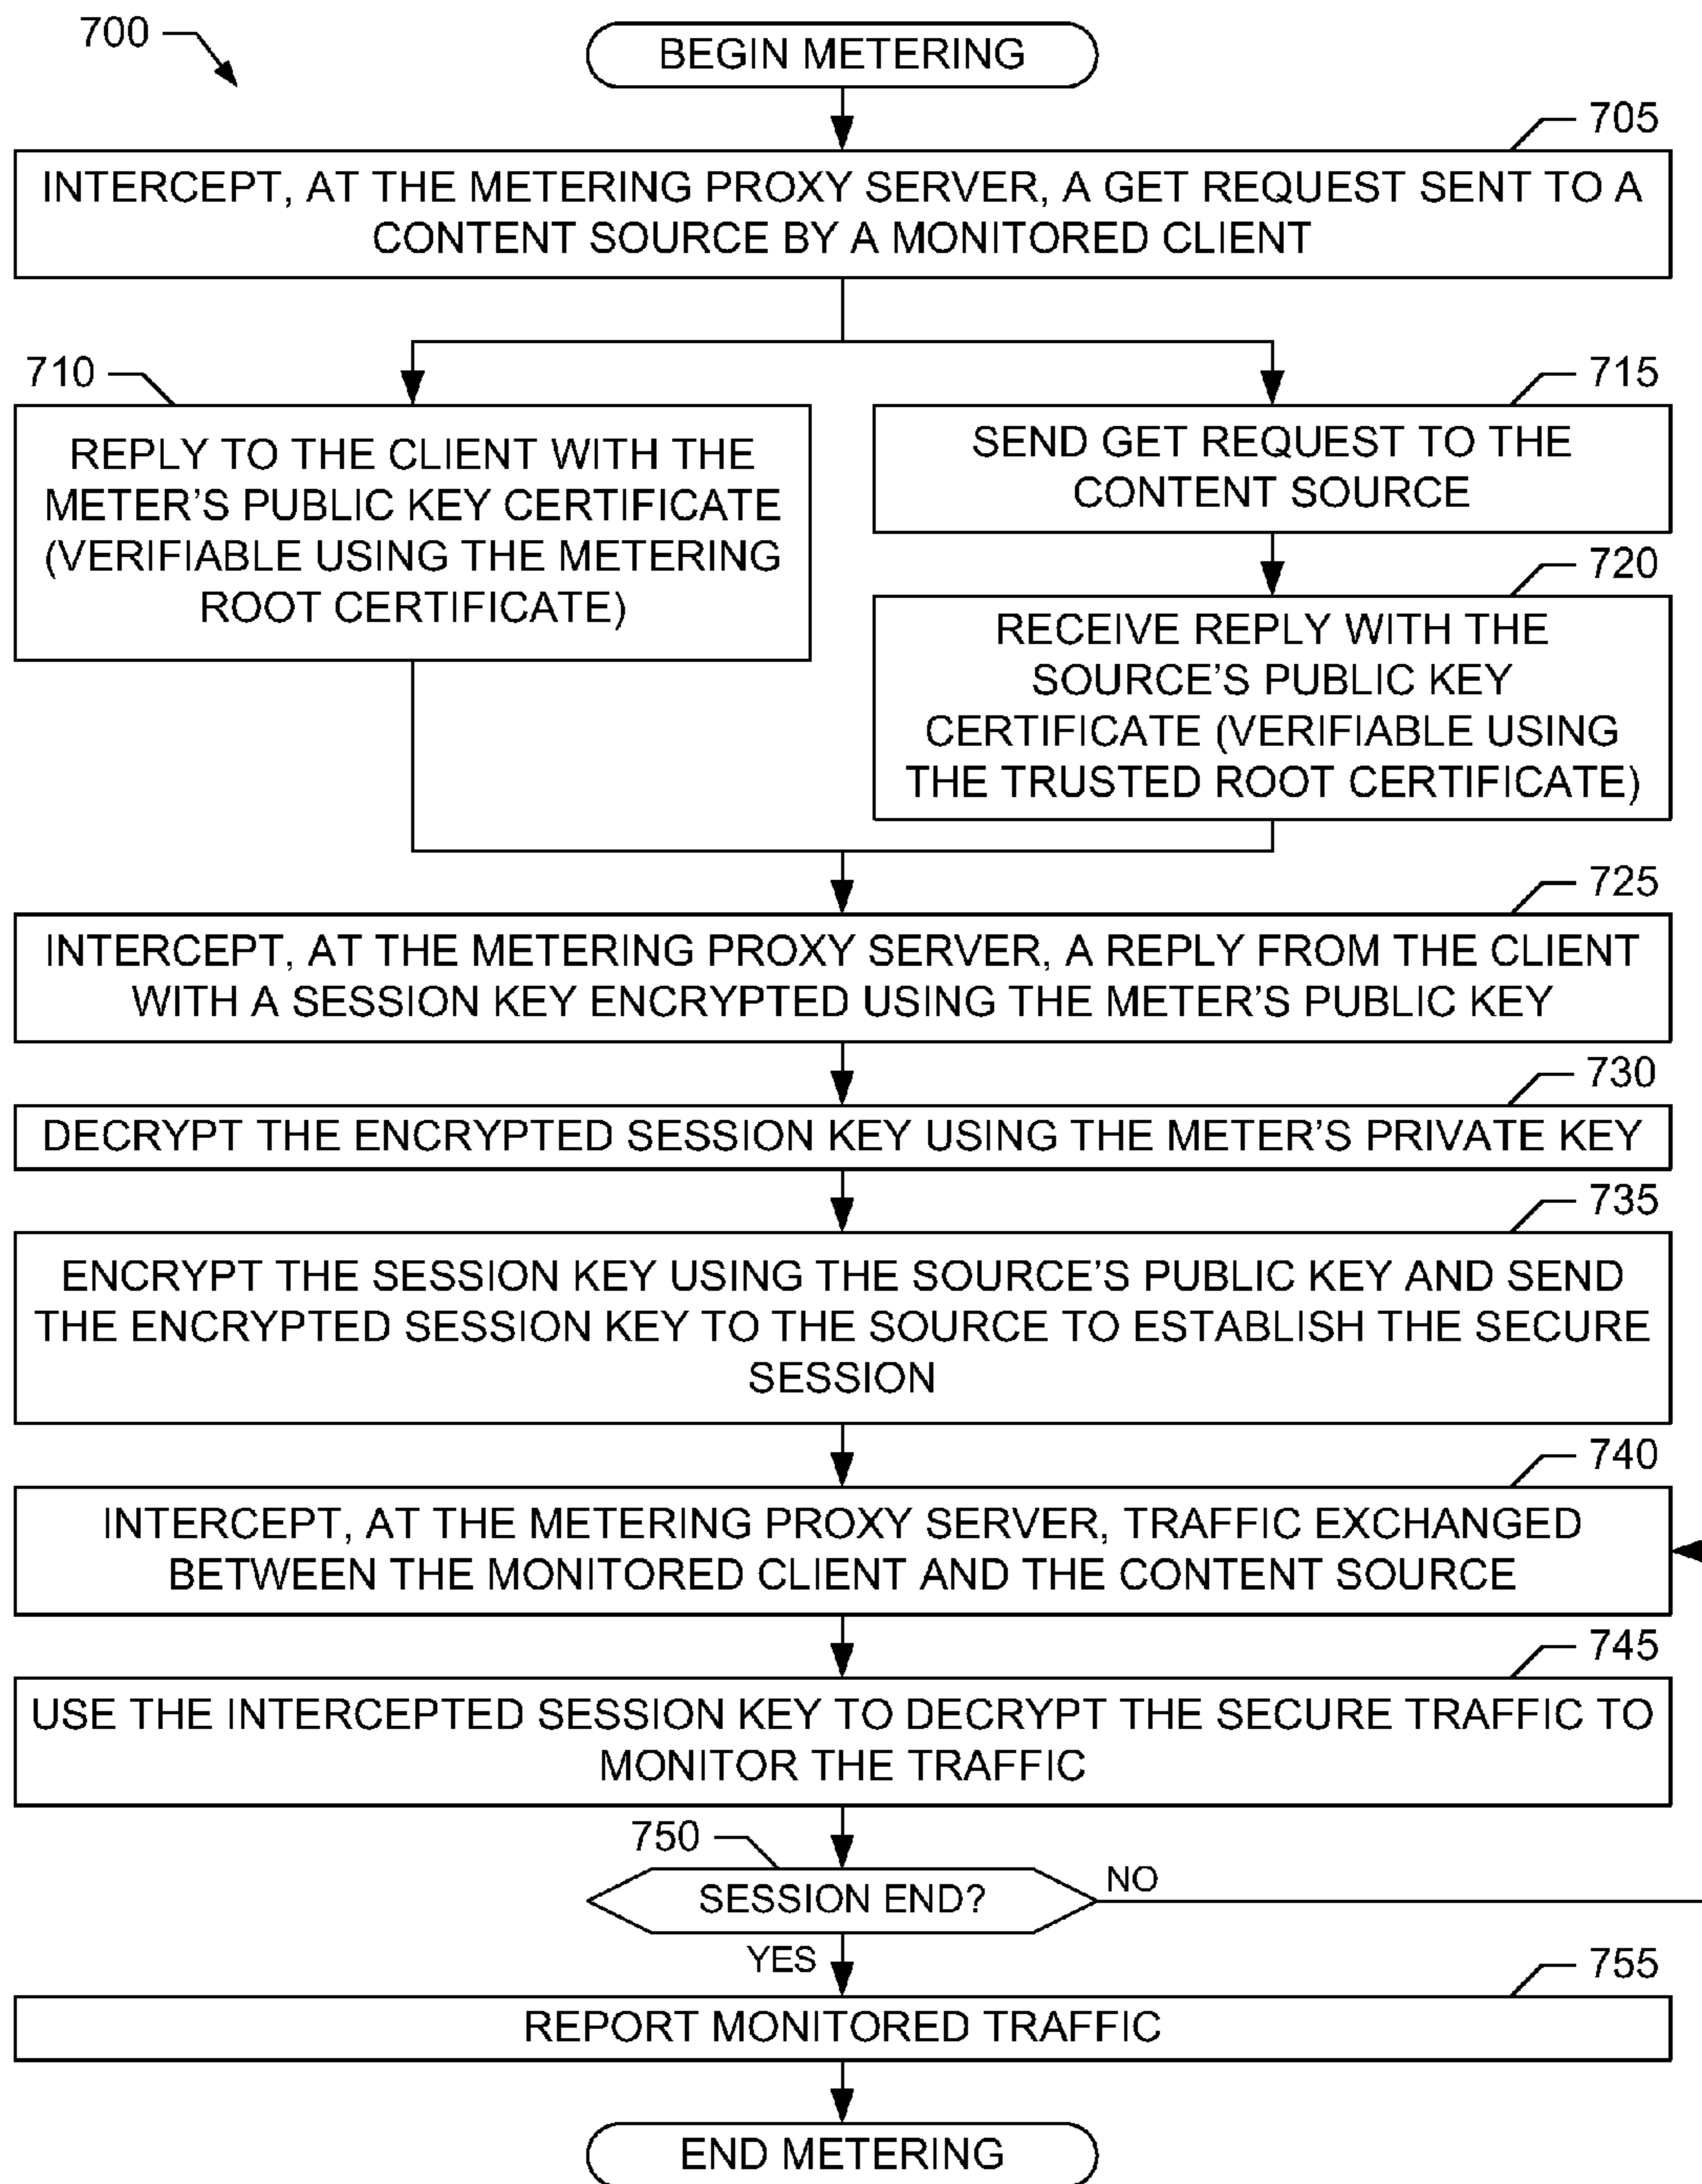 700
BEGIN METERING
705
INTERCEPT, AT THE METERING PROXY SERVER, A GET REQUEST SENT TO A
CONTENT SOURCE BY A MONITORED CLIENT
710
REPLY TO THE CLIENT WITH THE
METER'S PUBLIC KEY CERTIFICATE
(VERIFIABLE USING THE METERING
ROOT CERTIFICATE)
715
SEND GET REQUEST TO THE
CONTENT SOURCE
720
RECEIVE REPLY WITH THE
SOURCE'S PUBLIC KEY
CERTIFICATE (VERIFIABLE USING
THE TRUSTED ROOT CERTIFICATE)
725
INTERCEPT, AT THE METERING PROXY SERVER, A REPLY FROM THE CLIENT
WITH A SESSION KEY ENCRYPTED USING THE METER'S PUBLIC KEY
730
DECRYPT THE ENCRYPTED SESSION KEY USING THE METER'S PRIVATE KEY
735
ENCRYPT THE SESSION KEY USING THE SOURCE'S PUBLIC KEY AND SEND
THE ENCRYPTED SESSION KEY TO THE SOURCE TO ESTABLISH THE SECURE
SESSION
740
INTERCEPT, AT THE METERING PROXY SERVER, TRAFFIC EXCHANGED
BETWEEN THE MONITORED CLIENT AND THE CONTENT SOURCE
745
USE THE INTERCEPTED SESSION KEY TO DECRYPT THE SECURE TRAFFIC TO
MONITOR THE TRAFFIC
750
SESSION END?
NO
YES
755
REPORT MONITORED TRAFFIC
END METERING